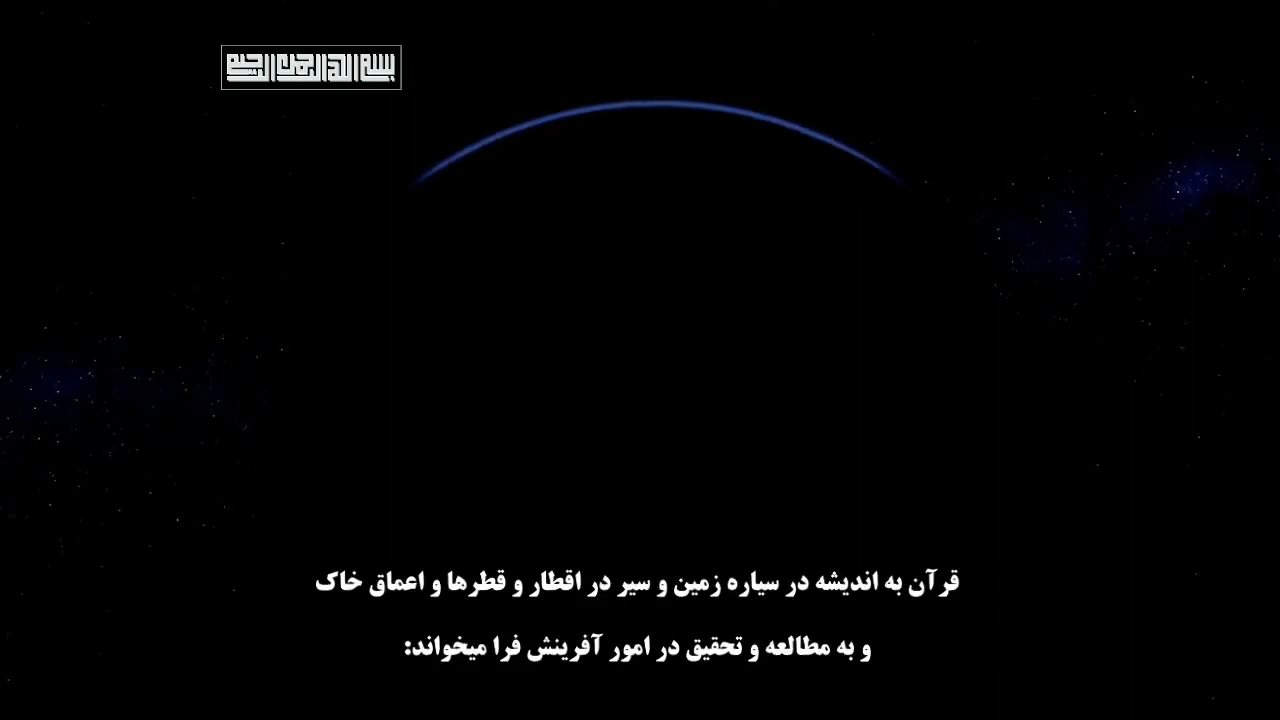 بسم الله الرحمن الرحيم
قرآن به اندیشه در سیاره زمین و سیر در اقطار و قطرها و اعماق خاک
و به مطالعه و تحقیق در امور آفرینش فرا میخواند: